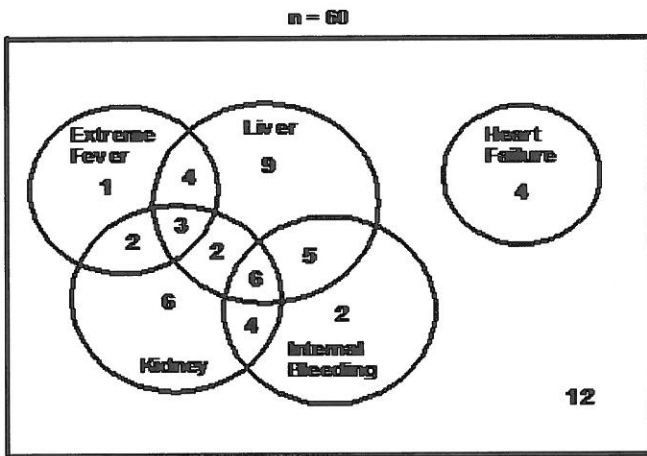 n = 60
Extreme
Fever
1
Liver
9
Heart
Failure
4
4
3
2
2
6
5
6
4
2
Kidney
Internal
Bleeding
12